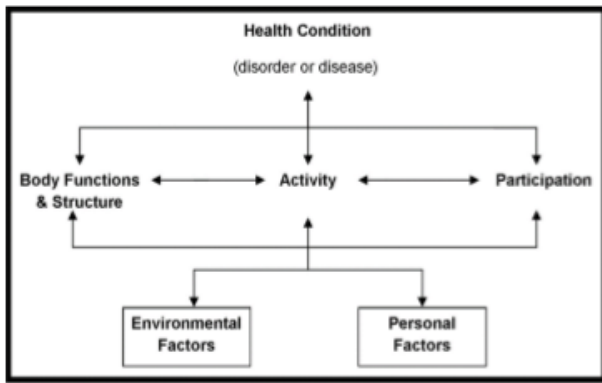 Health Condition
(disorder or disease)
Body Functions
& Structure
Activity
Participation
Environmental
Factors
Personal
Factors